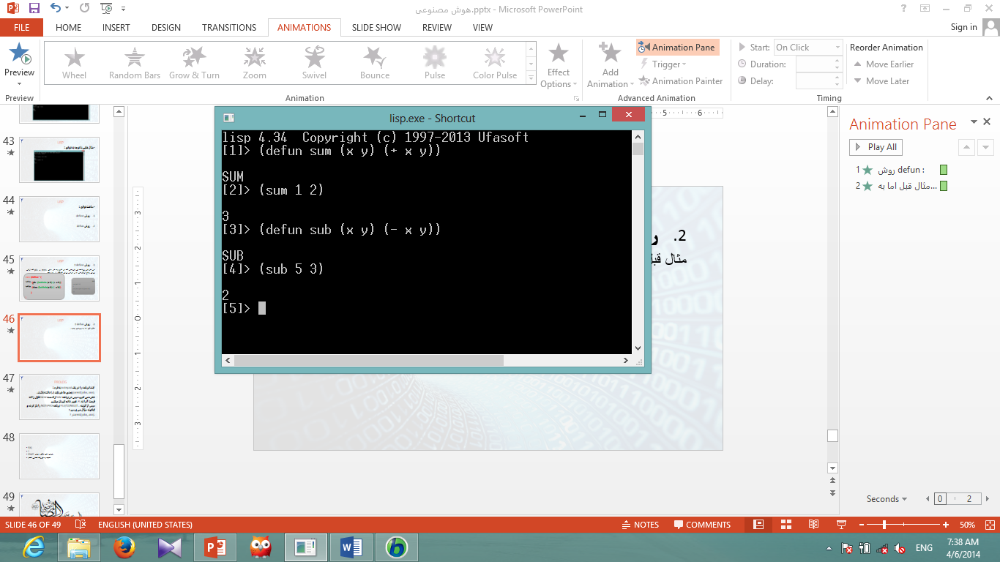 هوش مصنوعی.pptx - Microsoft PowerPoint
FILE HOME INSERT DESIGN TRANSITIONS ANIMATIONS SLIDE SHOW REVIEW VIEW Sign in
Preview
Wheel Random Bars Grow & Turn Zoom Swivel Bounce Pulse Color Pulse
Effect Options
Add Animation
Animation Pane
Trigger
Animation Painter
Start: On Click
Duration:
Delay:
Reorder Animation
Move Earlier
Move Later
Preview Animation Advanced Animation Timing
43
44
45
46
47
48
49
lisp.exe - Shortcut
lisp 4.34 Copyright (c) 1997-2013 Ufasoft
[1]> (defun sum (x y) (+ x y))
SUM
[2]> (sum 1 2)
3
[3]> (defun sub (x y) (- x y))
SUB
[4]> (sub 5 3)
2
[5]>
2.
مثال
Animation Pane
Play All
1 روش defun :
2 مثال قبل اما به...
Seconds 0 2
SLIDE 46 OF 49 ENGLISH (UNITED STATES) NOTES COMMENTS 50%
ENG
7:38 AM
4/6/2014